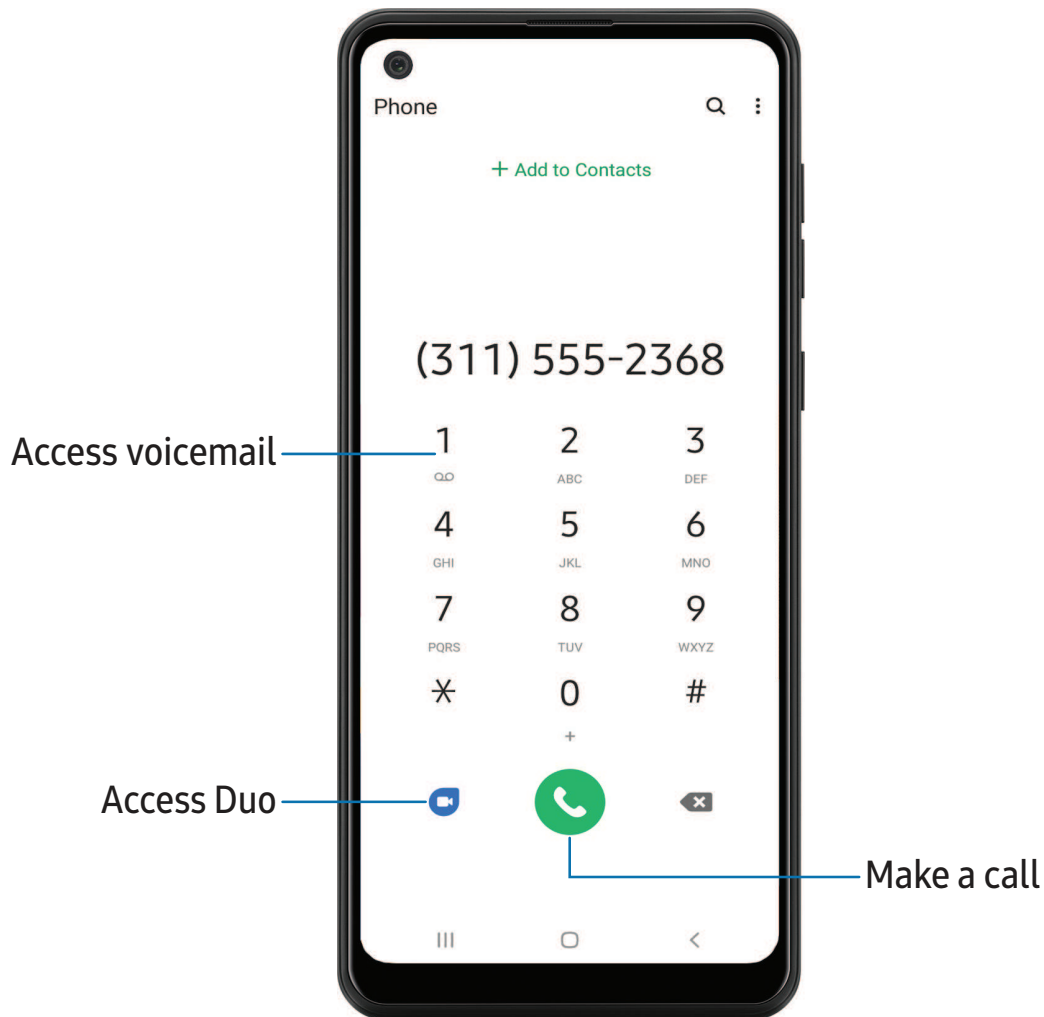 Phone
+ Add to Contacts
(311) 555-2368
Access voicemail
1 2 3
ABC DEF
4 5 6
GHI JKL MNO
7 8 9
PQRS TUV WXYZ
* 0 #
+
Access Duo
Make a call